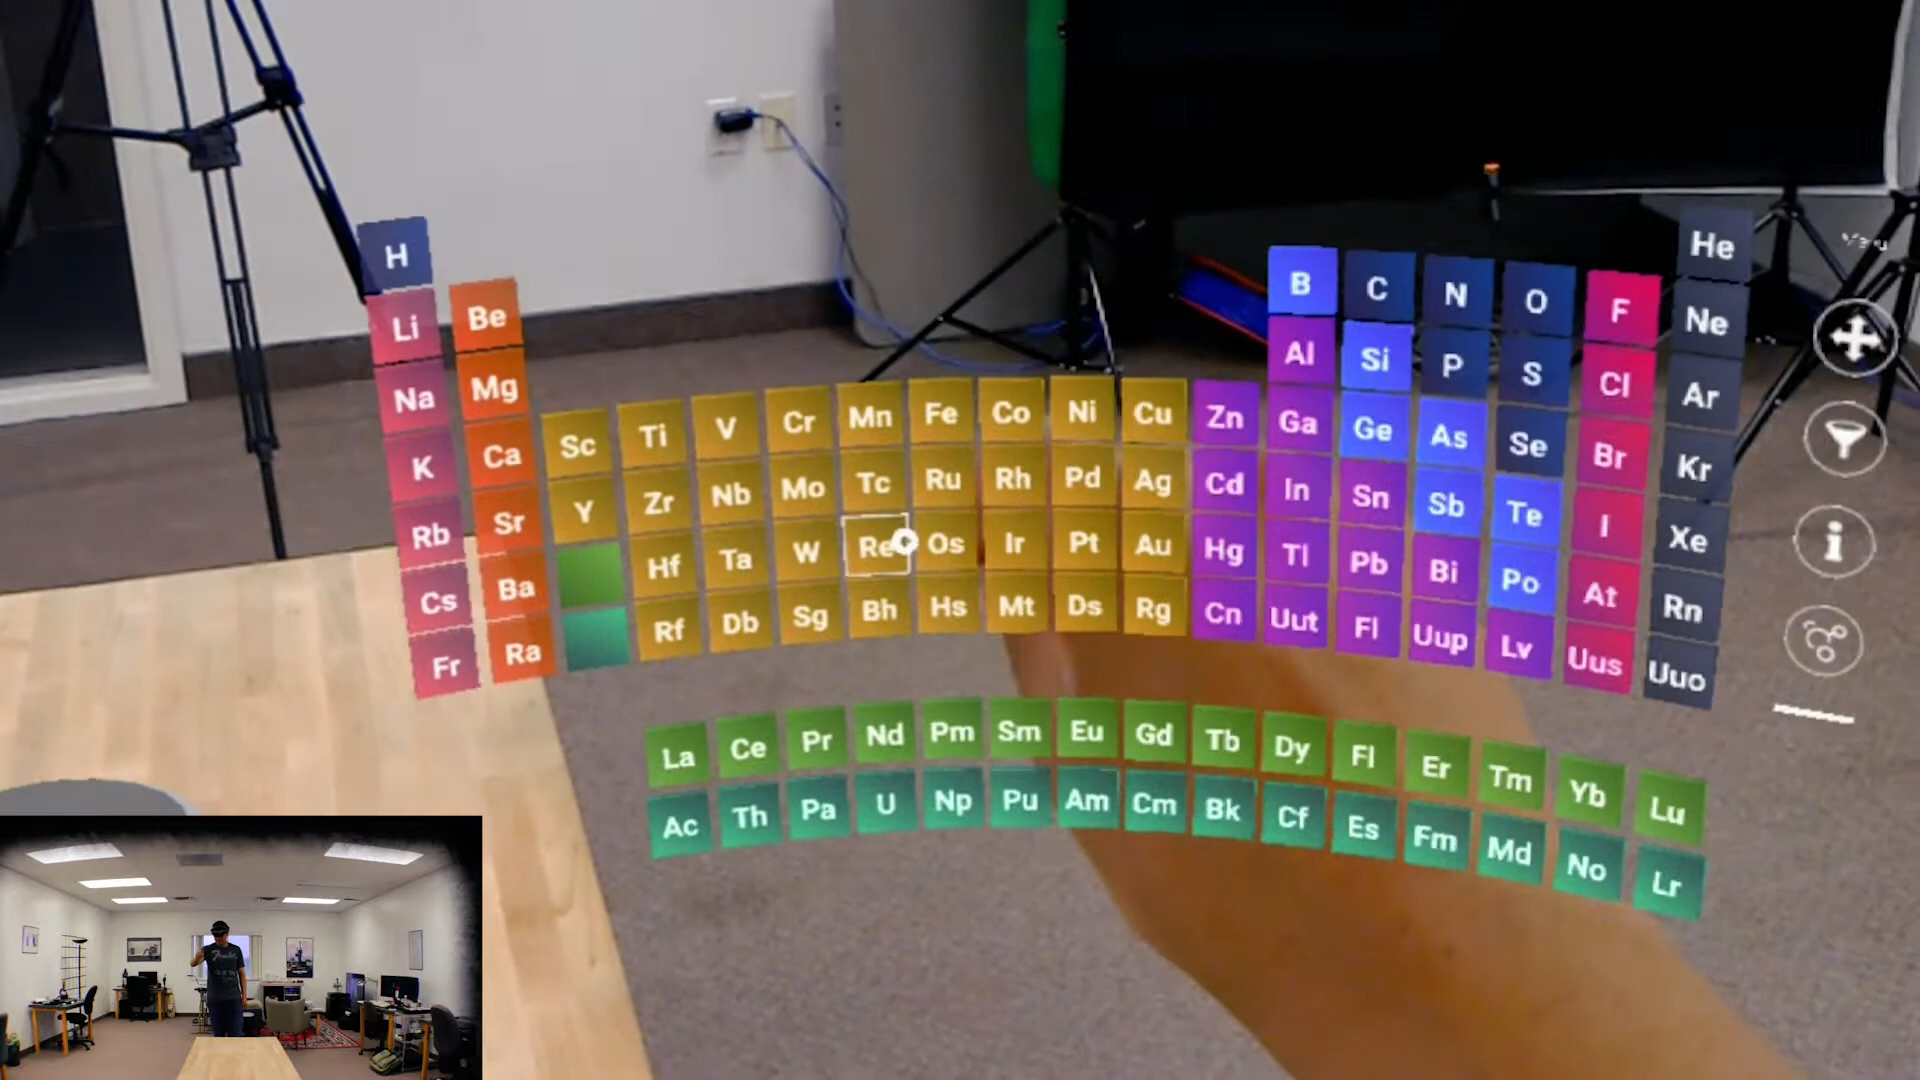 H He
Li Be B C N O F Ne
Na Mg Al Si P S Cl Ar
K Ca Sc Ti V Cr Mn Fe Co Ni Cu Zn Ga Ge As Se Br Kr
Rb Sr Y Zr Nb Mo Tc Ru Rh Pd Ag Cd In Sn Sb Te I Xe
Cs Ba Hf Ta W Re Os Ir Pt Au Hg Tl Pb Bi Po At Rn
Fr Ra Rf Db Sg Bh Hs Mt Ds Rg Cn Uut Fl Uup Lv Uus Uuo
La Ce Pr Nd Pm Sm Eu Gd Tb Dy Fl Er Tm Yb Lu
Ac Th Pa U Np Pu Am Cm Bk Cf Es Fm Md No Lr